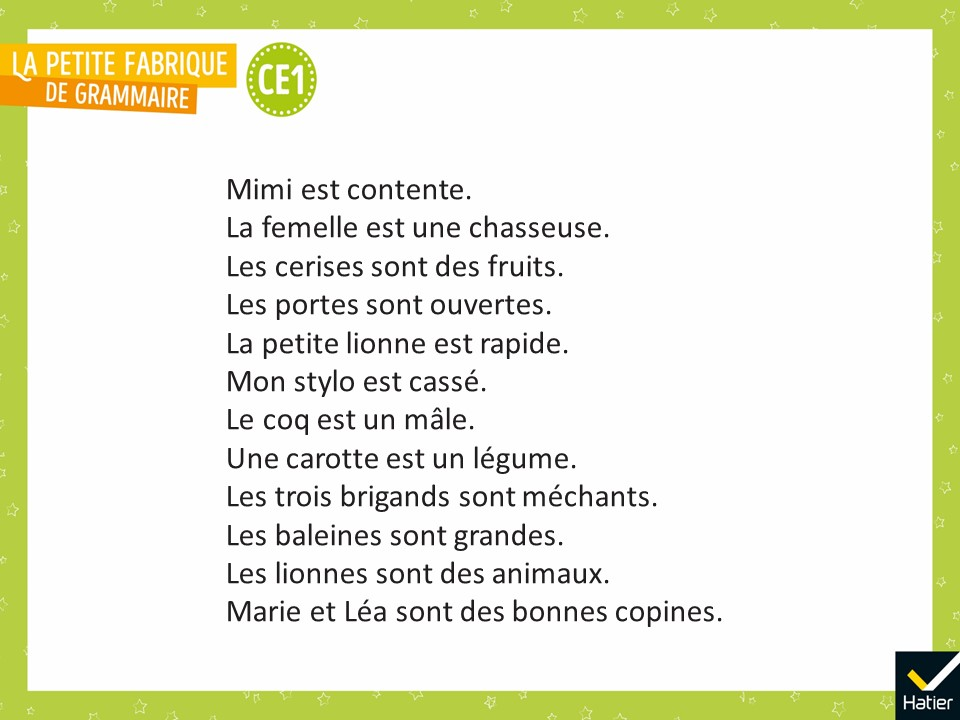 LA PETITE FABRIQUE
DE GRAMMAIRE
CE1
Mimi est contente.
La femelle est une chasseuse.
Les cerises sont des fruits.
Les portes sont ouvertes.
La petite lionne est rapide.
Mon stylo est cassé.
Le coq est un mâle.
Une carotte est un légume.
Les trois brigands sont méchants.
Les baleines sont grandes.
Les lionnes sont des animaux.
Marie et Léa sont des bonnes copines.
Hatier